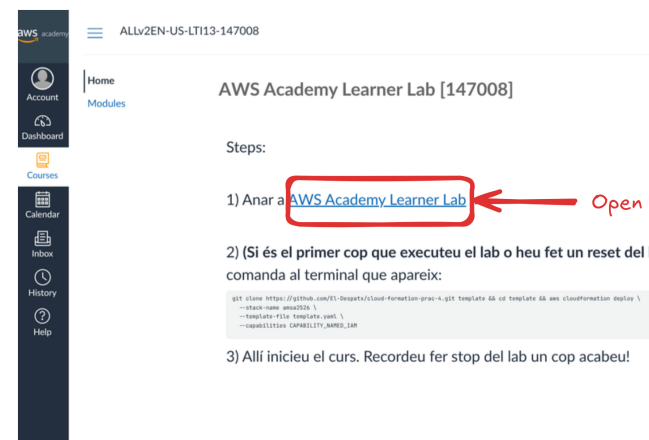 aws academy
ALLv2EN-US-LTI13-147008
Account
Dashboard
Courses
Calendar
Inbox
History
Help
Home
Modules
AWS Academy Learner Lab [147008]
Steps:
1) Anar a AWS Academy Learner Lab
Open
2) (Si és el primer cop que executeu el lab o heu fet un reset del
comanda al terminal que apareix:
git clone https://github.com/El-Despatx/cloud-formation-prac-4.git template && cd template && aws cloudformation deploy \
--stack-name amsa2526 \
--template-file template.yaml \
--capabilities CAPABILITY_NAMED_IAM
3) Allí inicieu el curs. Recordeu fer stop del lab un cop acabeu!